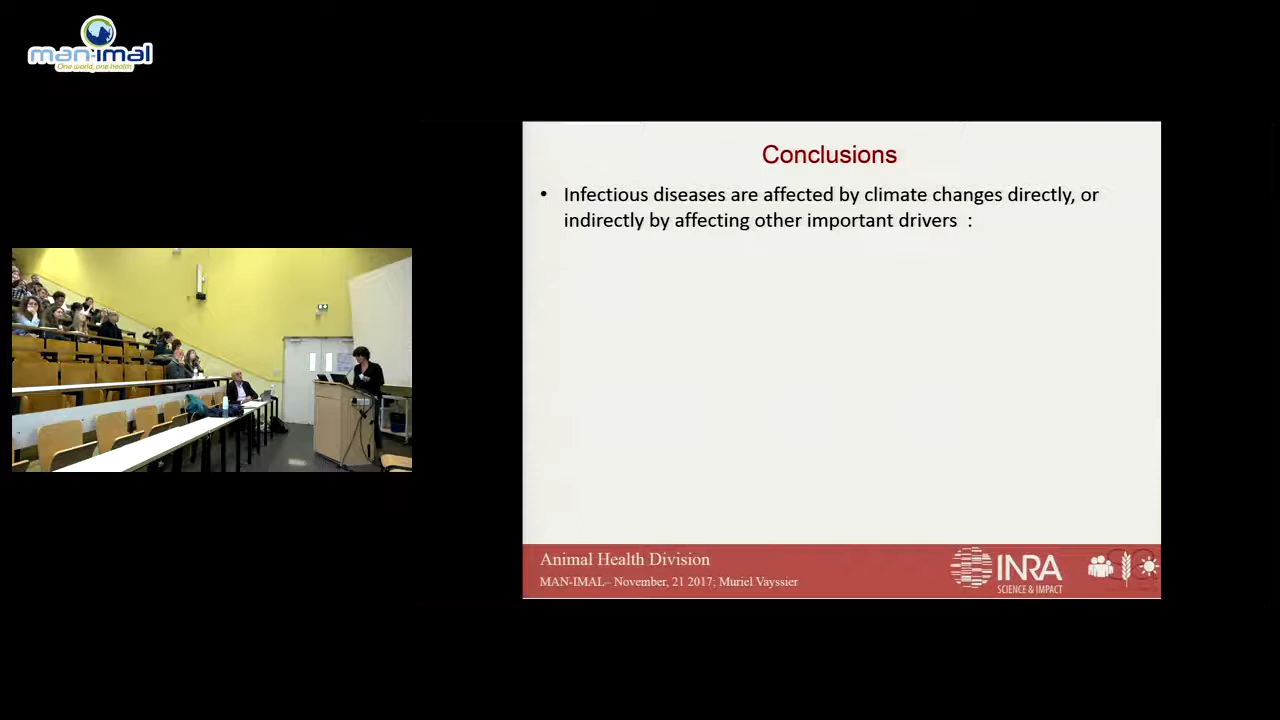 man-imal
One world, one health
Conclusions
• Infectious diseases are affected by climate changes directly, or
indirectly by affecting other important drivers :
Animal Health Division
MAN-IMAL– November, 21 2017; Muriel Vayssier
INRA
SCIENCE & IMPACT